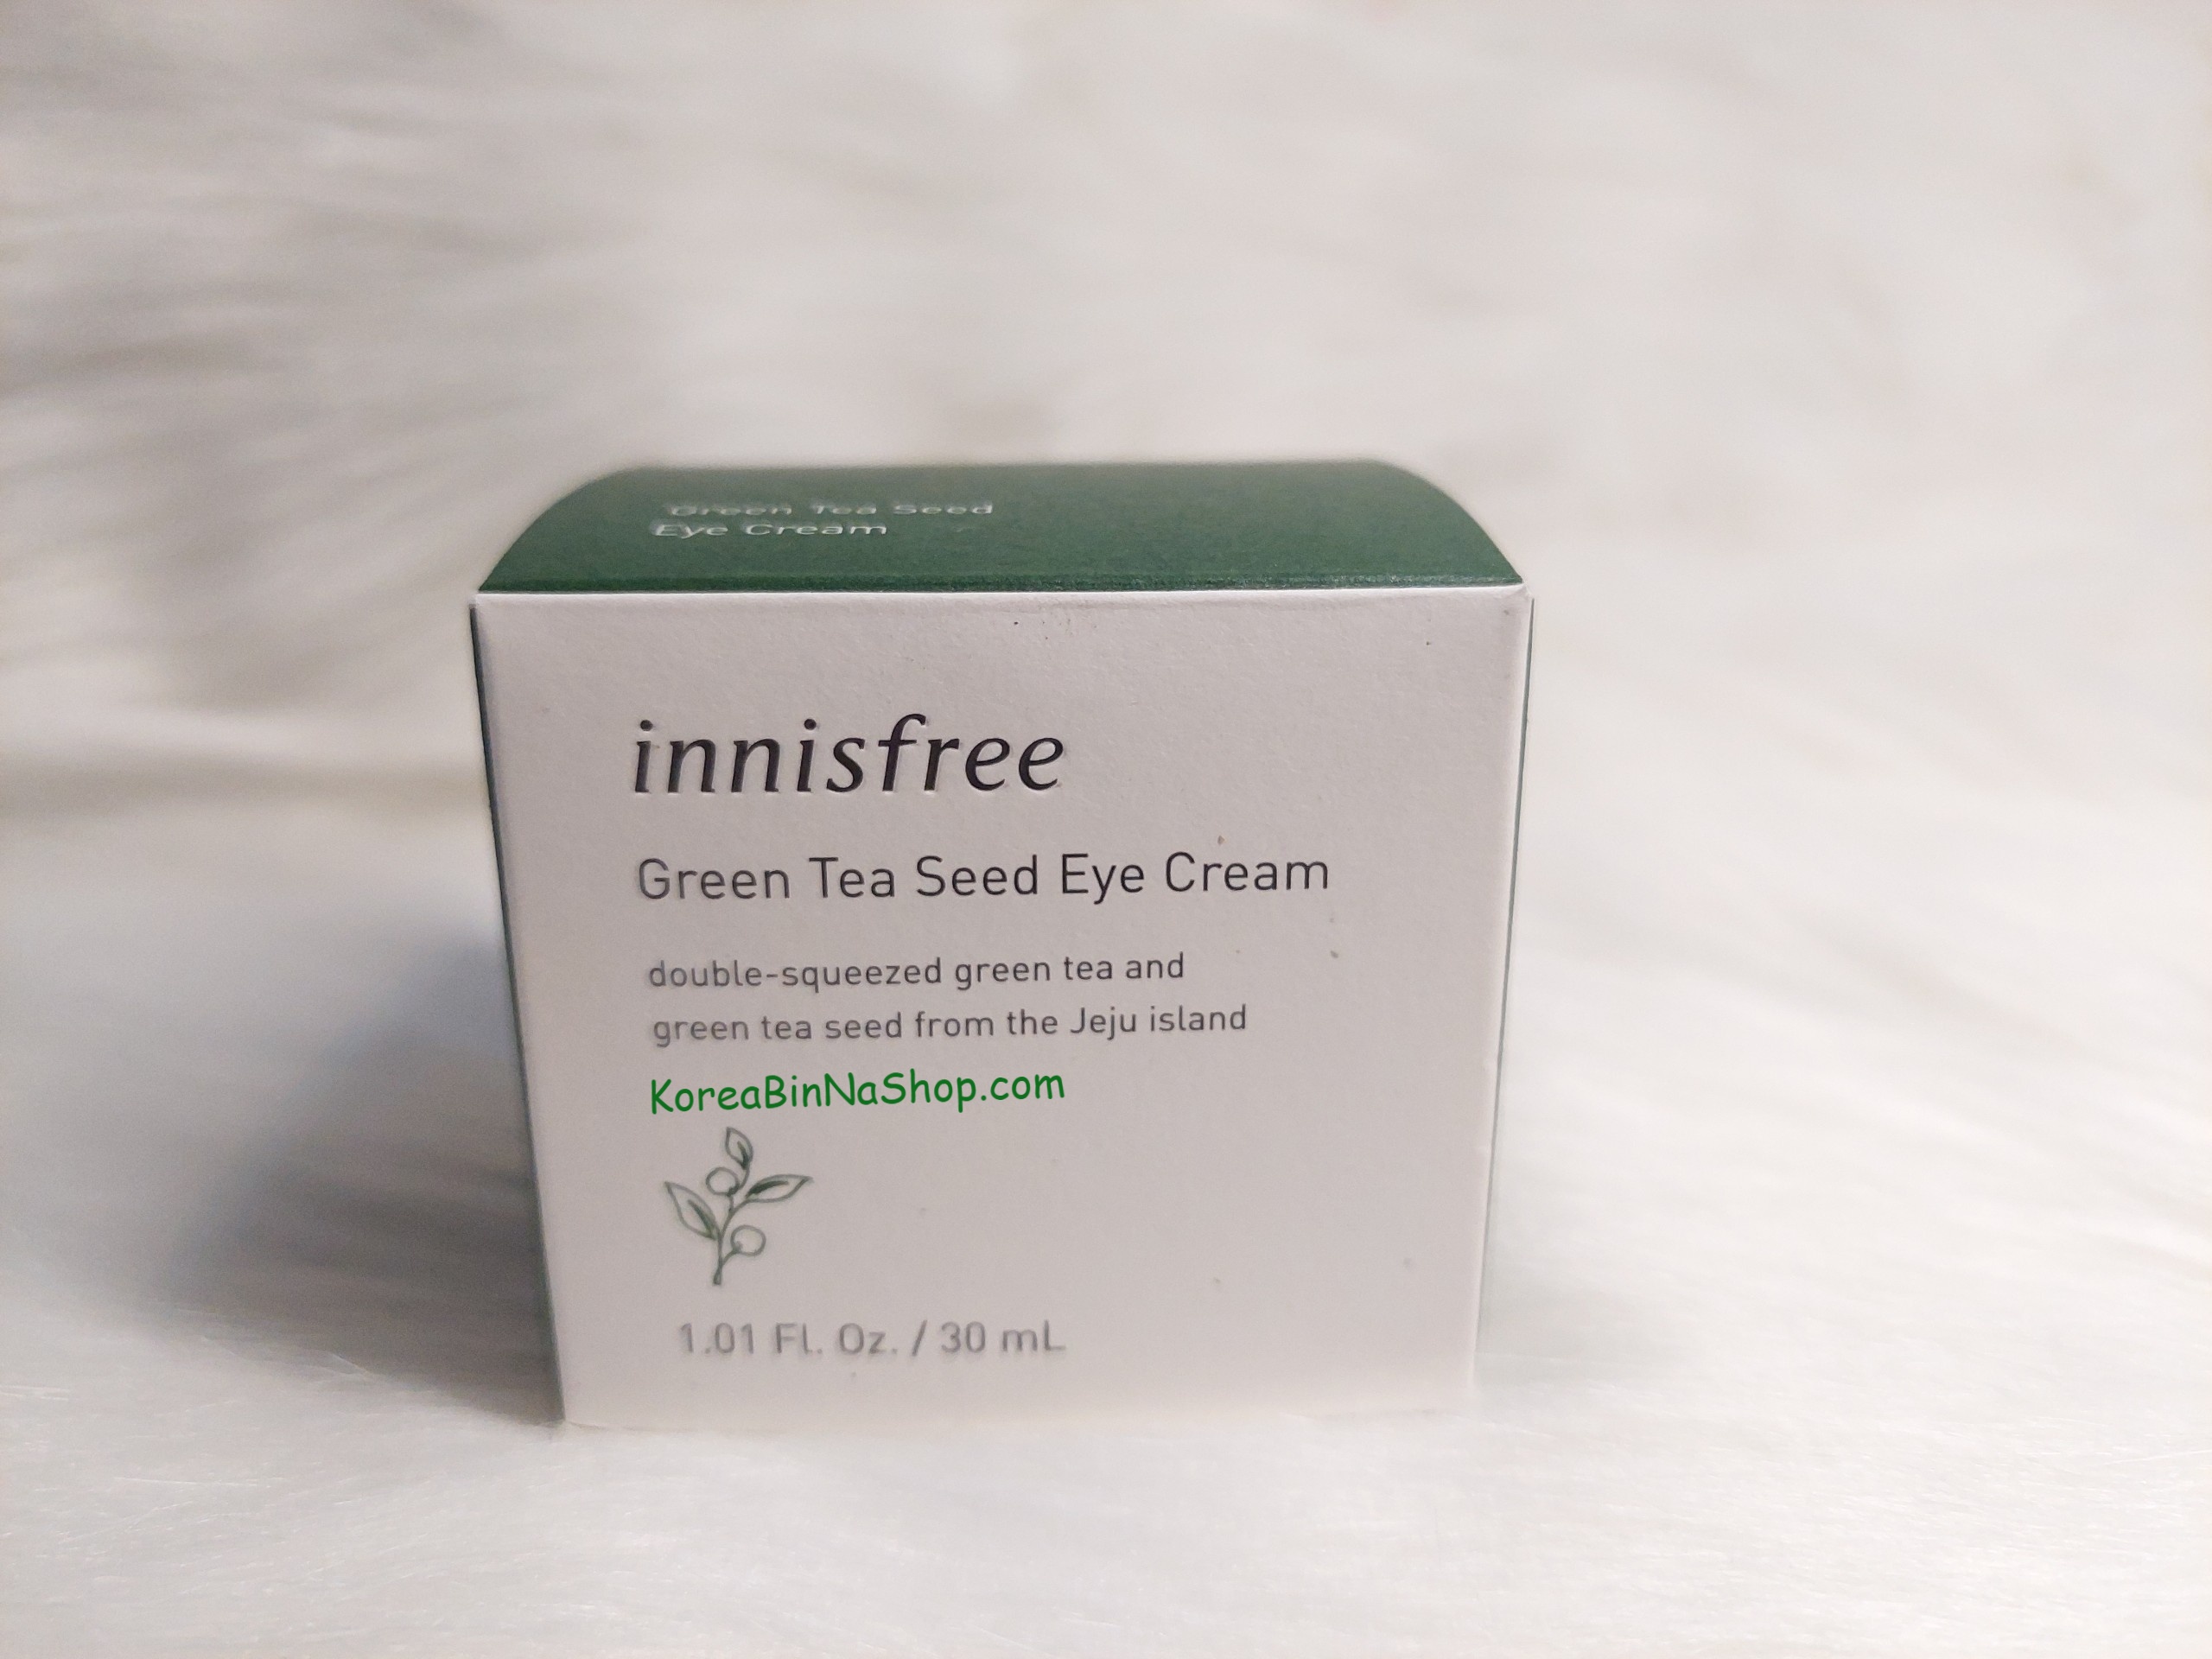 Green Tea Seed
Eye Cream
innisfree
Green Tea Seed Eye Cream
double-squeezed green tea and
green tea seed from the Jeju island
KoreaBinNaShop.com
1.01 Fl. Oz. / 30 mL